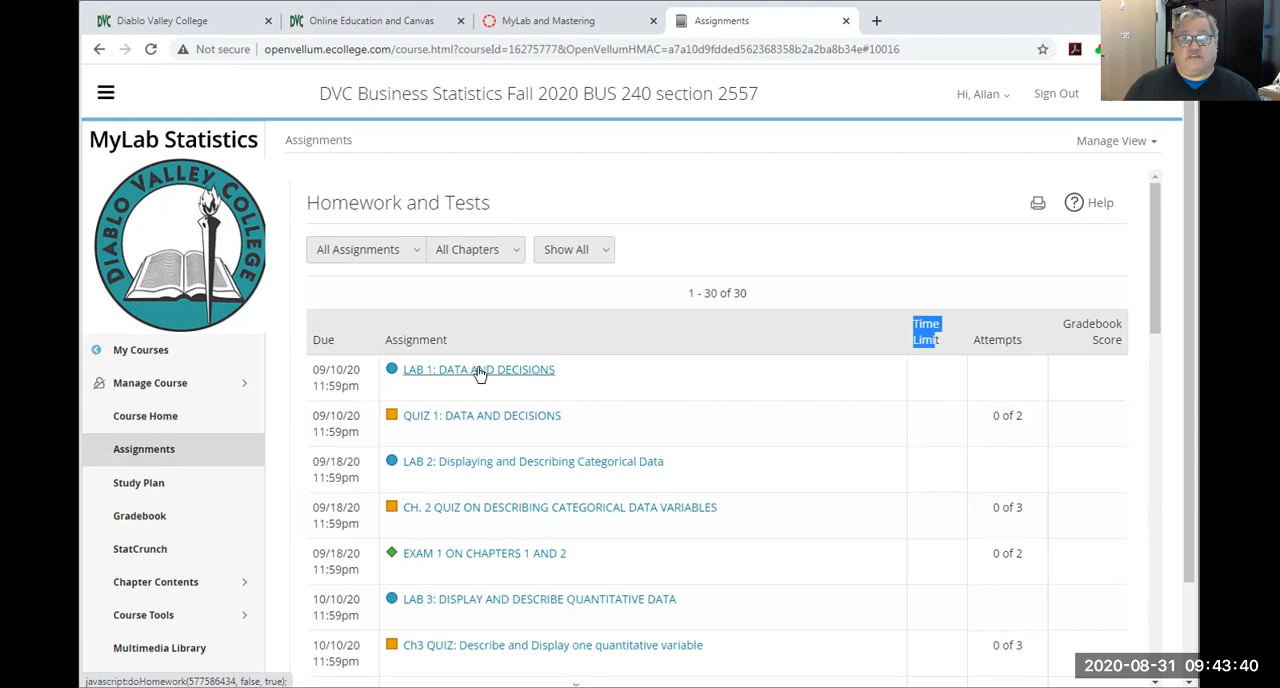 Diablo Valley College
Online Education and Canvas
MyLab and Mastering
Assignments
Not secure
openvellum.ecollege.com/course.html?courseId=16275777&OpenVellumHMAC=a7a10d9fdded562368358b2a2ba8b34e#10016
DVC Business Statistics Fall 2020 BUS 240 section 2557
Hi, Allan
Sign Out
MyLab Statistics
Assignments
Manage View
DIABLO VALLEY COLLEGE
Homework and Tests
Help
All Assignments
All Chapters
Show All
1 - 30 of 30
Due
Assignment
Time
Limit
Attempts
Gradebook
Score
09/10/20
11:59pm
LAB 1: DATA AND DECISIONS
09/10/20
11:59pm
QUIZ 1: DATA AND DECISIONS
0 of 2
09/18/20
11:59pm
LAB 2: Displaying and Describing Categorical Data
09/18/20
11:59pm
CH. 2 QUIZ ON DESCRIBING CATEGORICAL DATA VARIABLES
0 of 3
09/18/20
11:59pm
EXAM 1 ON CHAPTERS 1 AND 2
0 of 2
10/10/20
11:59pm
LAB 3: DISPLAY AND DESCRIBE QUANTITATIVE DATA
10/10/20
11:59pm
Ch3 QUIZ: Describe and Display one quantitative variable
0 of 3
My Courses
Manage Course
Course Home
Assignments
Study Plan
Gradebook
StatCrunch
Chapter Contents
Course Tools
Multimedia Library
javascript:doHomework(577586434, false, true);
2020-08-31 09:43:40